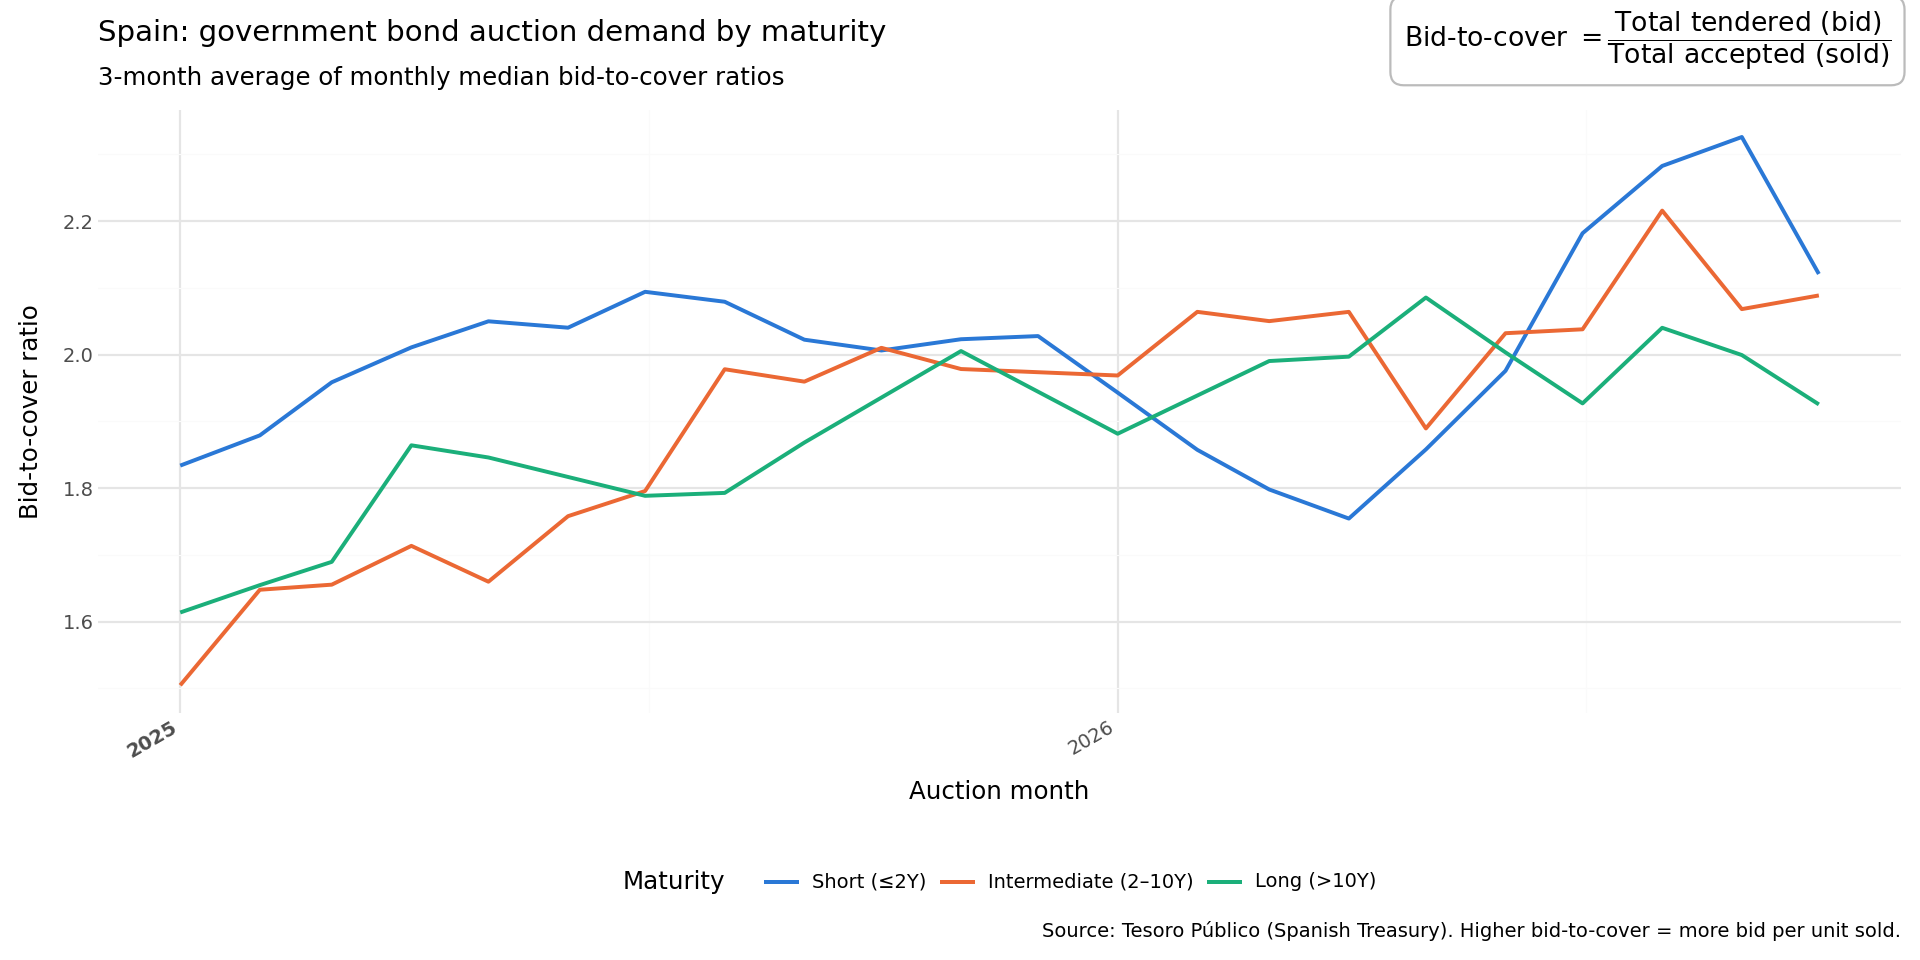 Spain: government bond auction demand by maturity
3-month average of monthly median bid-to-cover ratios
Bid-to-cover = Total tendered (bid)
Total accepted (sold)
Bid-to-cover ratio
2.2
2.0
1.8
1.6
2025
2026
Auction month
Maturity
Short (≤2Y)
Intermediate (2–10Y)
Long (>10Y)
Source: Tesoro Público (Spanish Treasury). Higher bid-to-cover = more bid per unit sold.